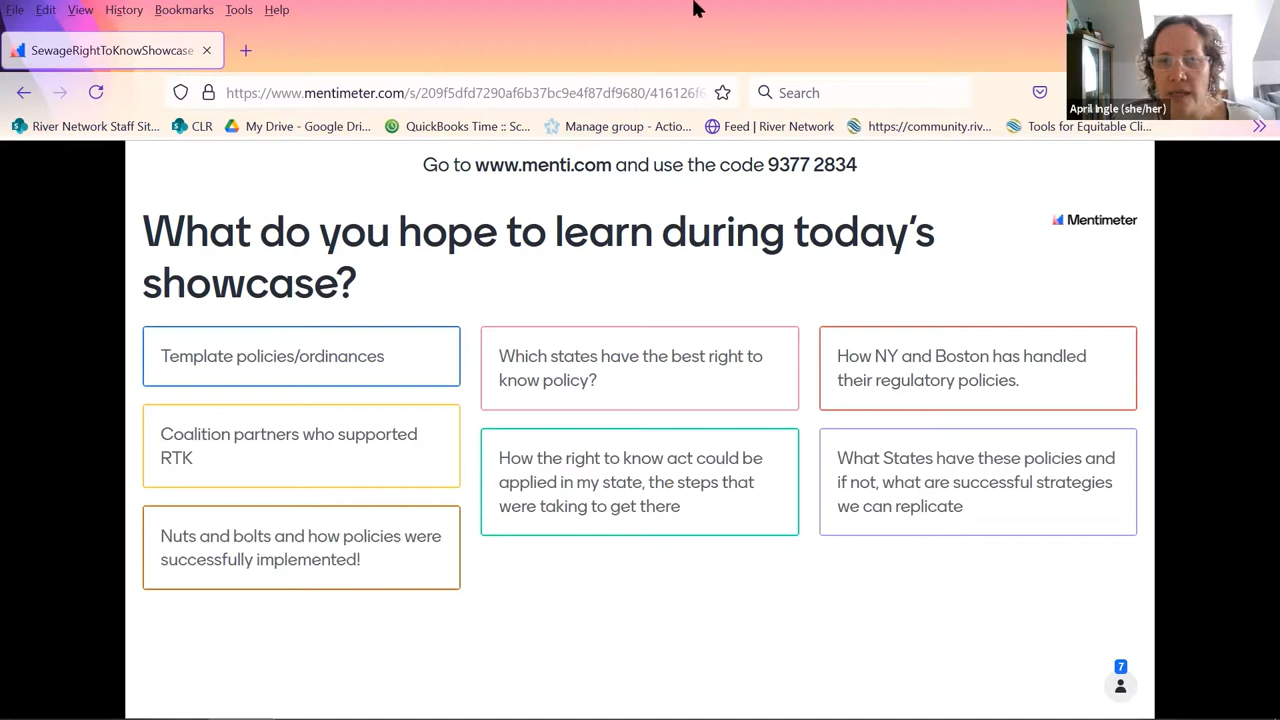 File Edit View History Bookmarks Tools Help
SewageRightToKnowShowcase
https://www.mentimeter.com/s/209f5dfd7290af6b37bc9e4f87df9680/416126f6
Search
April Ingle (she/her)
River Network Staff Sit...
CLR
My Drive - Google Dri...
QuickBooks Time :: Sc...
Manage group - Actio...
Feed | River Network
https://community.riv...
Tools for Equitable Cli...
Go to www.menti.com and use the code 9377 2834
What do you hope to learn during today's
showcase?
Mentimeter
Template policies/ordinances
Coalition partners who supported
RTK
Nuts and bolts and how policies were
successfully implemented!
Which states have the best right to
know policy?
How the right to know act could be
applied in my state, the steps that
were taking to get there
How NY and Boston has handled
their regulatory policies.
What States have these policies and
if not, what are successful strategies
we can replicate
7